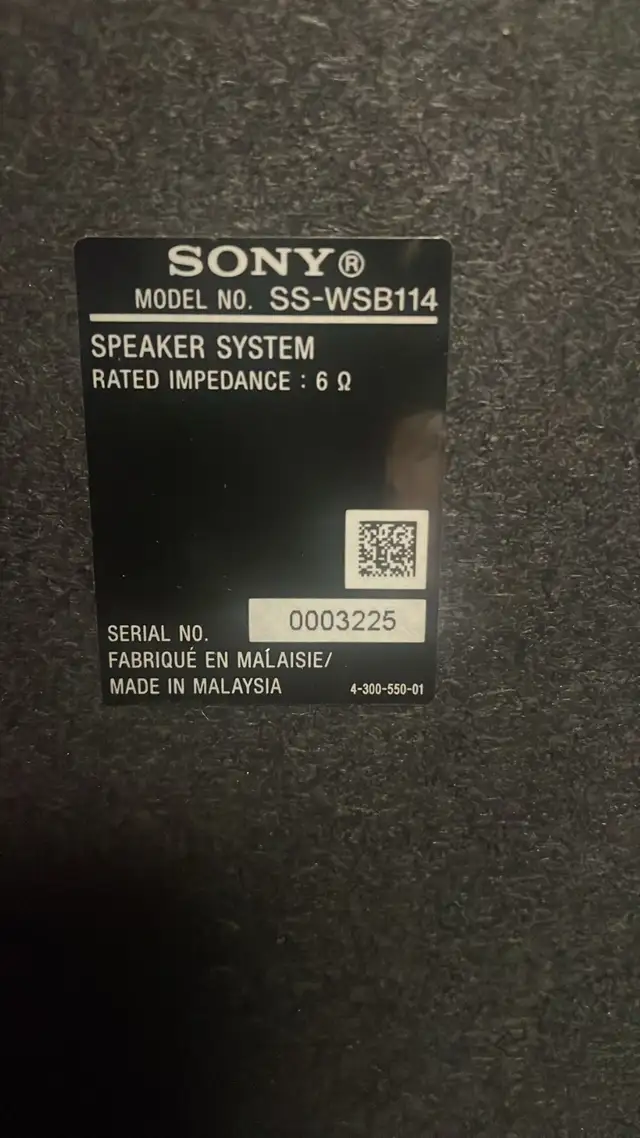 SONY®
MODEL NO. SS-WSB114
SPEAKER SYSTEM
RATED IMPEDANCE : 6 Ω
SERIAL NO. 0003225
FABRIQUÉ EN MALAISIE/
MADE IN MALAYSIA 4-300-550-01